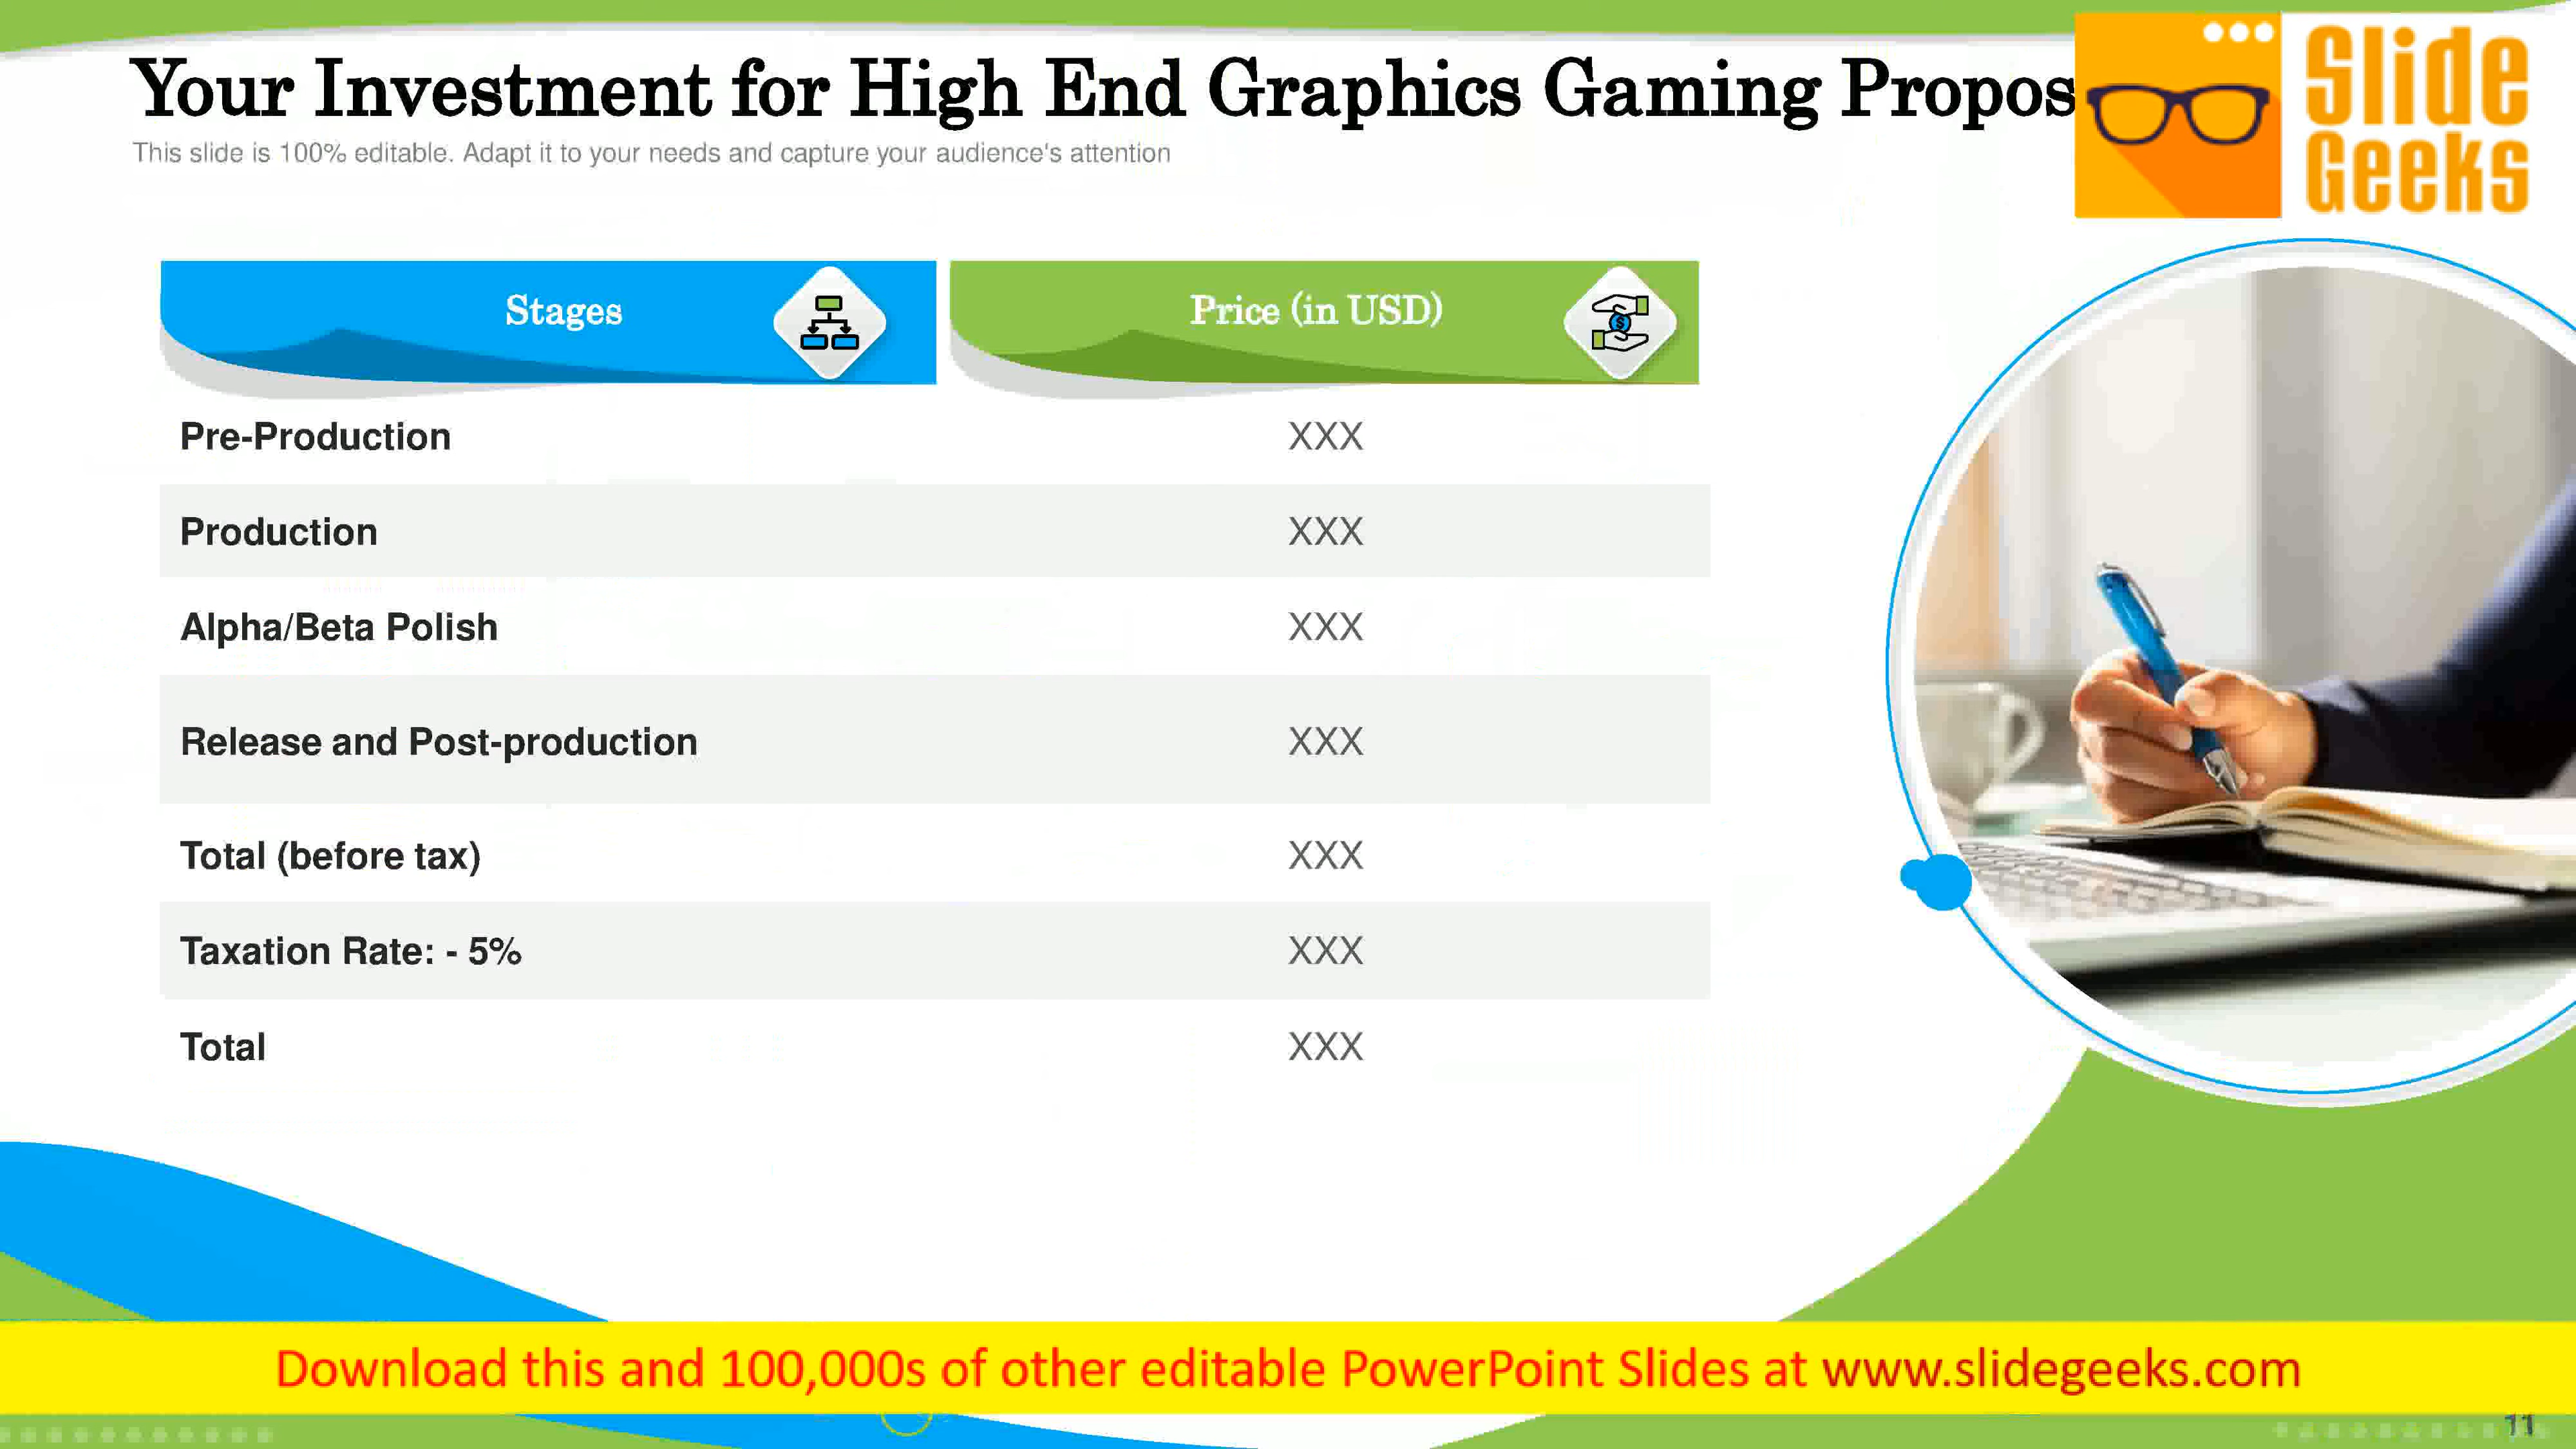 Your Investment for High End Graphics Gaming Propos
This slide is 100% editable. Adapt it to your needs and capture your audience's attention
Slide
Geeks
Stages
Price (in USD)
Pre-Production XXX
Production XXX
Alpha/Beta Polish XXX
Release and Post-production XXX
Total (before tax) XXX
Taxation Rate: - 5% XXX
Total XXX
Download this and 100,000s of other editable PowerPoint Slides at www.slidegeeks.com
11